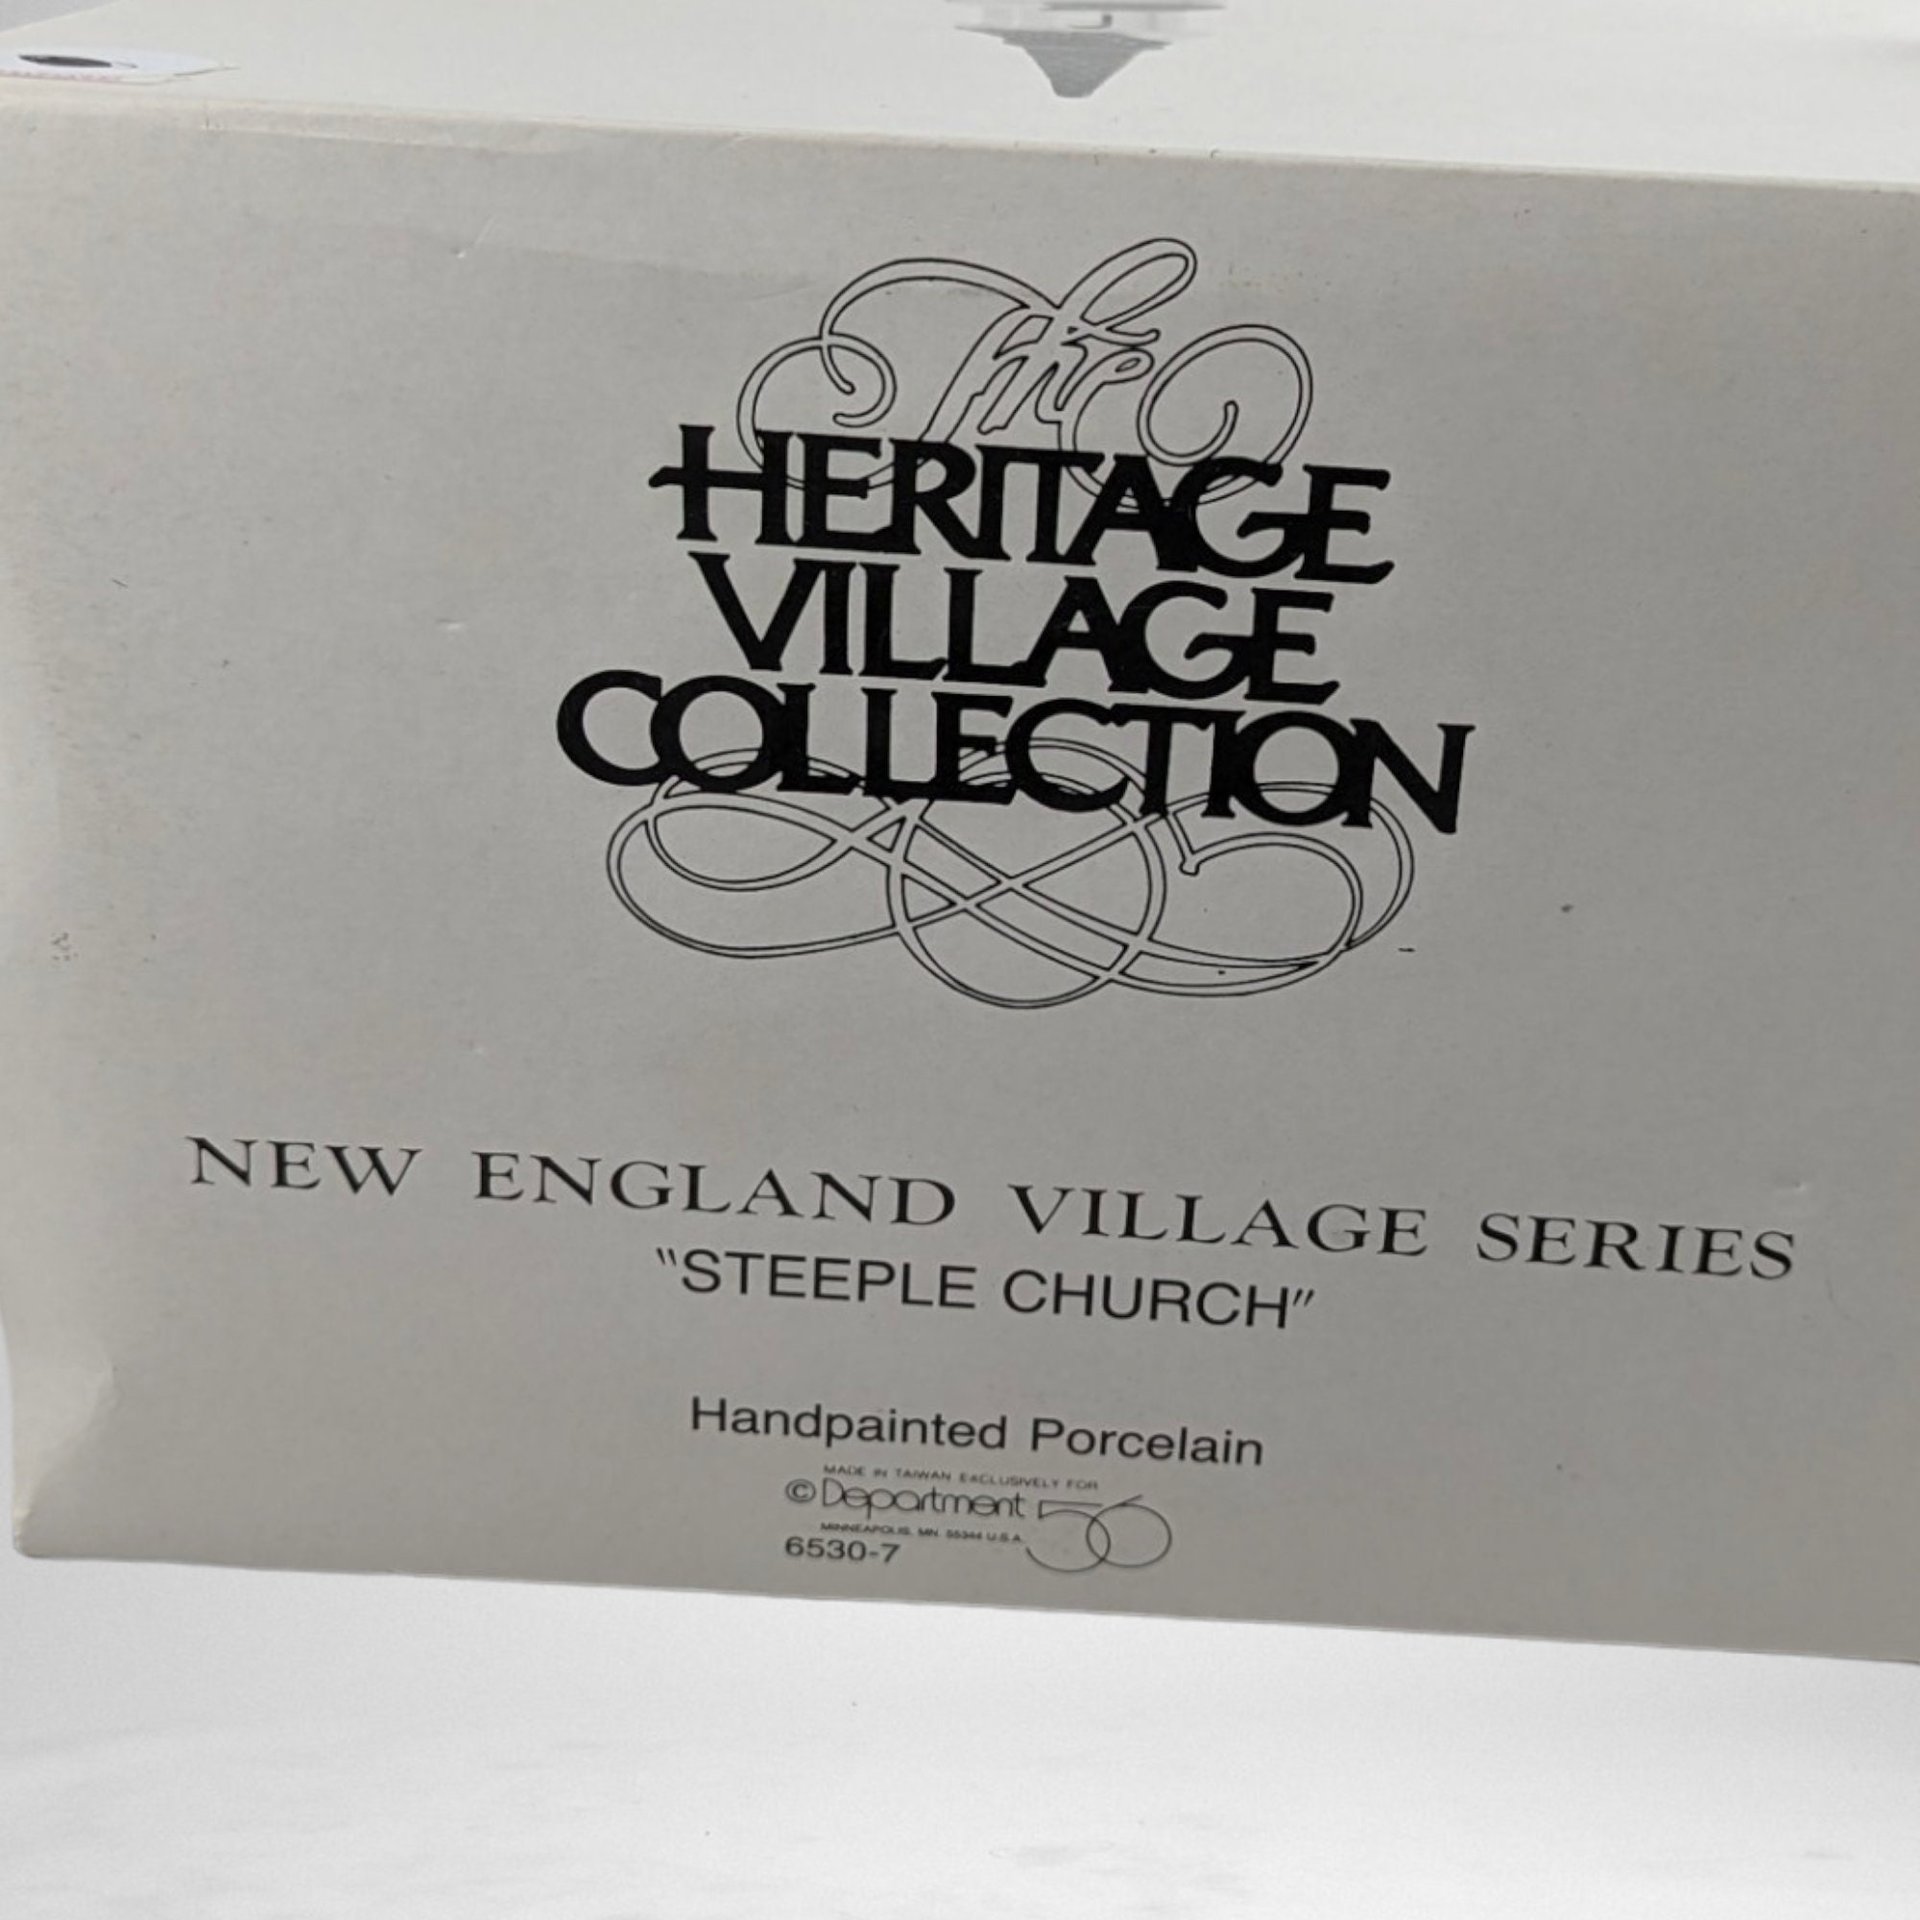 The
HERITAGE
VILLAGE
COLLECTION
NEW ENGLAND VILLAGE SERIES
"STEEPLE CHURCH"
Handpainted Porcelain
MADE IN TAIWAN EXCLUSIVELY FOR
© Department 56
MINNEAPOLIS, MN 55344 U.S.A.
6530-7